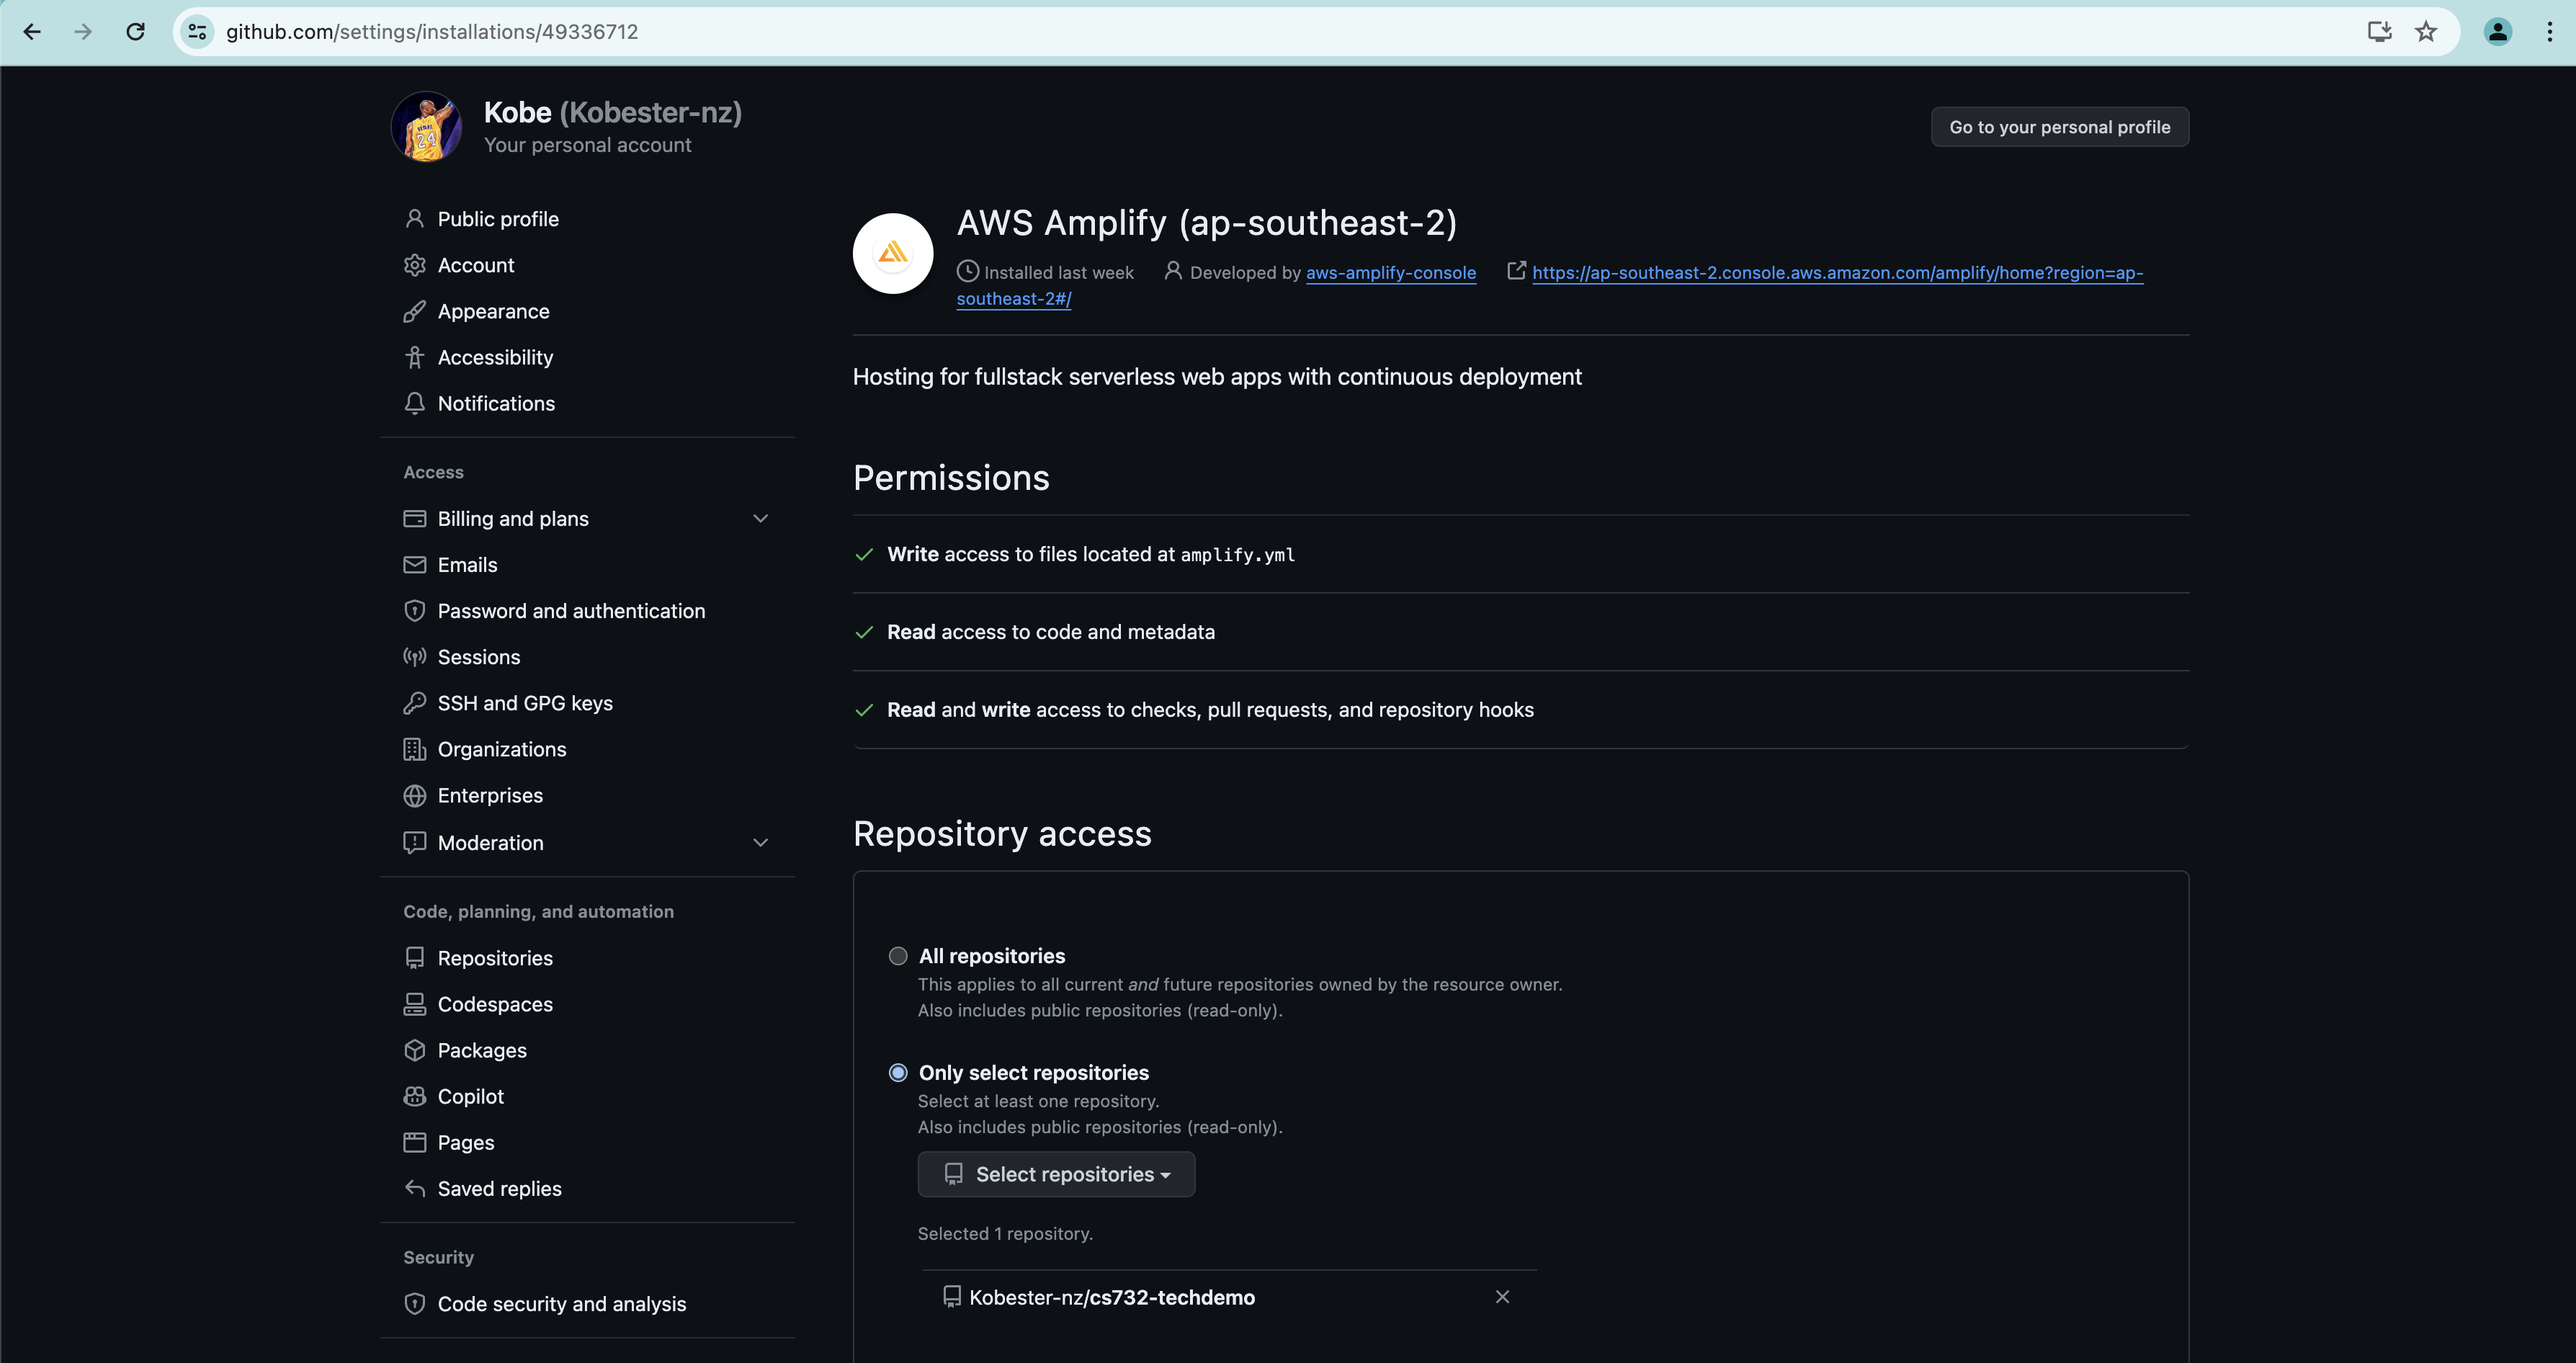 github.com/settings/installations/49336712
Kobe (Kobester-nz)
Your personal account
Go to your personal profile
Public profile
Account
Appearance
Accessibility
Notifications
Access
Billing and plans
Emails
Password and authentication
Sessions
SSH and GPG keys
Organizations
Enterprises
Moderation
Code, planning, and automation
Repositories
Codespaces
Packages
Copilot
Pages
Saved replies
Security
Code security and analysis
AWS Amplify (ap-southeast-2)
Installed last week Developed by aws-amplify-console https://ap-southeast-2.console.aws.amazon.com/amplify/home?region=ap-
southeast-2#/
Hosting for fullstack serverless web apps with continuous deployment
Permissions
Write access to files located at amplify.yml
Read access to code and metadata
Read and write access to checks, pull requests, and repository hooks
Repository access
All repositories
This applies to all current and future repositories owned by the resource owner.
Also includes public repositories (read-only).
Only select repositories
Select at least one repository.
Also includes public repositories (read-only).
Select repositories
Selected 1 repository.
Kobester-nz/cs732-techdemo